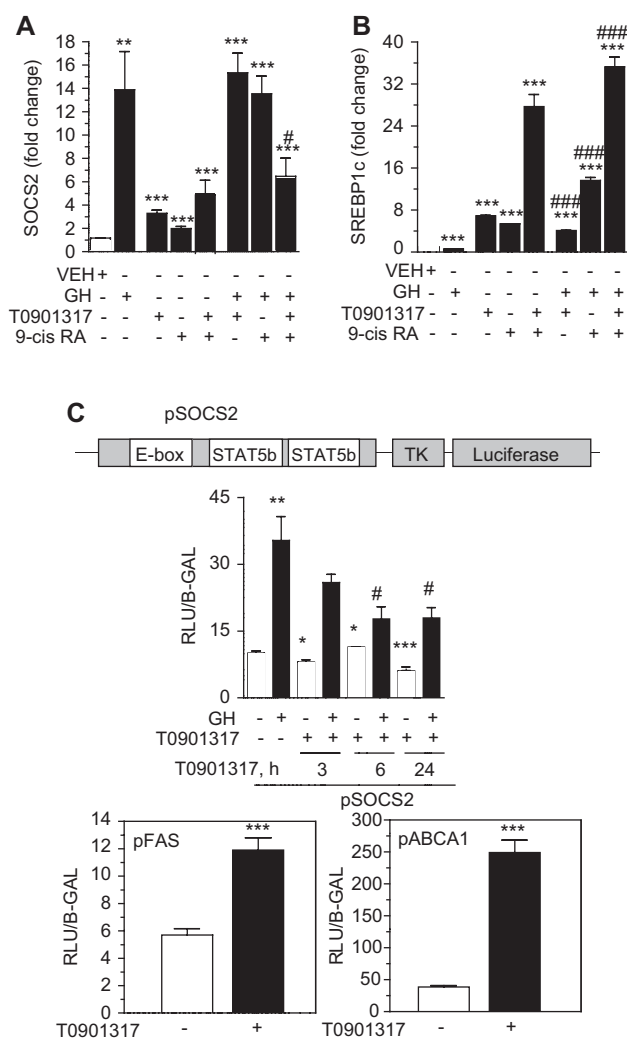 A
SOCS2 (fold change)
18
16
14
12
10
8
6
4
2
0
**
***
***
***
***
***
#
***
VEH + - - - - - - -
GH - + - - - + + +
T0901317 - - + - + + - +
9-cis RA - - - + + - + +
B
SREBP1c (fold change)
40
32
24
16
8
0
***
***
***
***
###
***
###
***
###
***
VEH + - - - - - - -
GH - + - - - + + +
T0901317 - - + - + + - +
9-cis RA - - - + + - + +
C
pSOCS2
E-box STAT5b STAT5b TK Luciferase
RLU/B-GAL
45
30
15
0
**
*
*
#
***
#
GH - + - + - + - +
T0901317 - - + + + + + +
T0901317, h 3 6 24
pSOCS2
pFAS
RLU/B-GAL
14
12
10
8
6
4
2
0
***
T0901317 - +
pABCA1
RLU/B-GAL
300
250
200
150
100
50
0
***
T0901317 - +